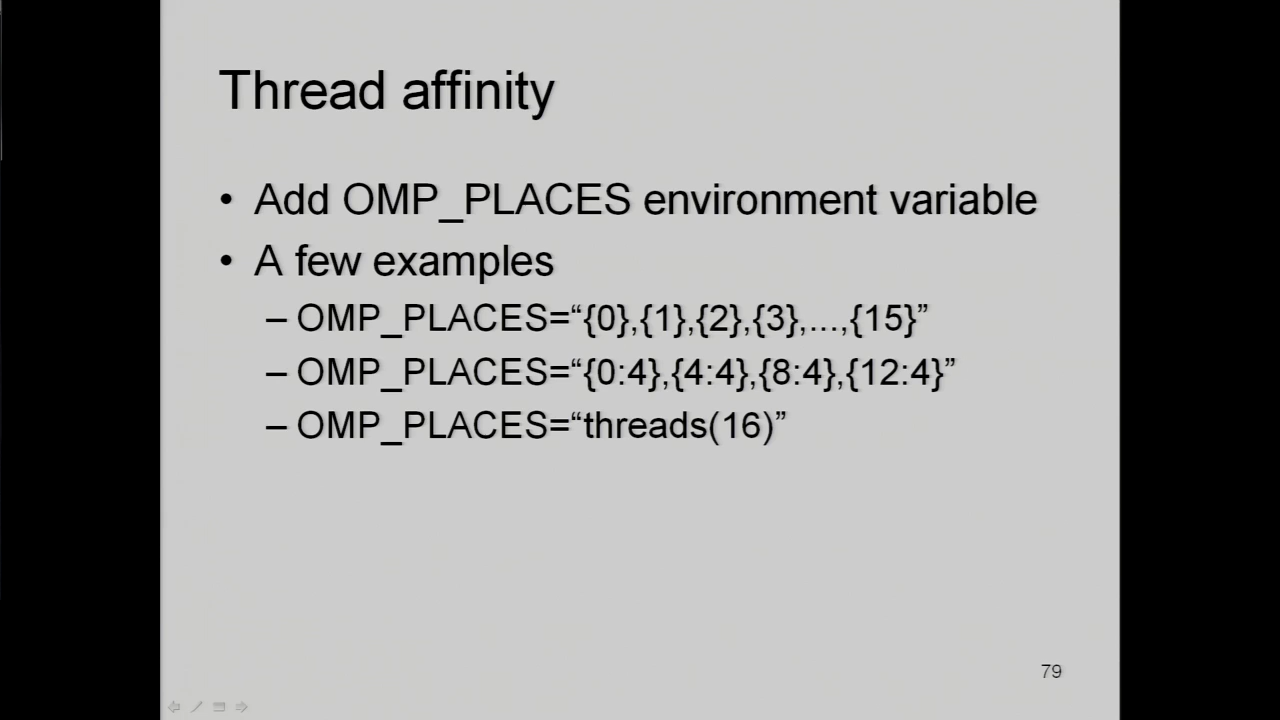 Thread affinity
• Add OMP_PLACES environment variable
• A few examples
– OMP_PLACES=“{0},{1},{2},{3},...,{15}”
– OMP_PLACES=“{0:4},{4:4},{8:4},{12:4}”
– OMP_PLACES=“threads(16)”
79